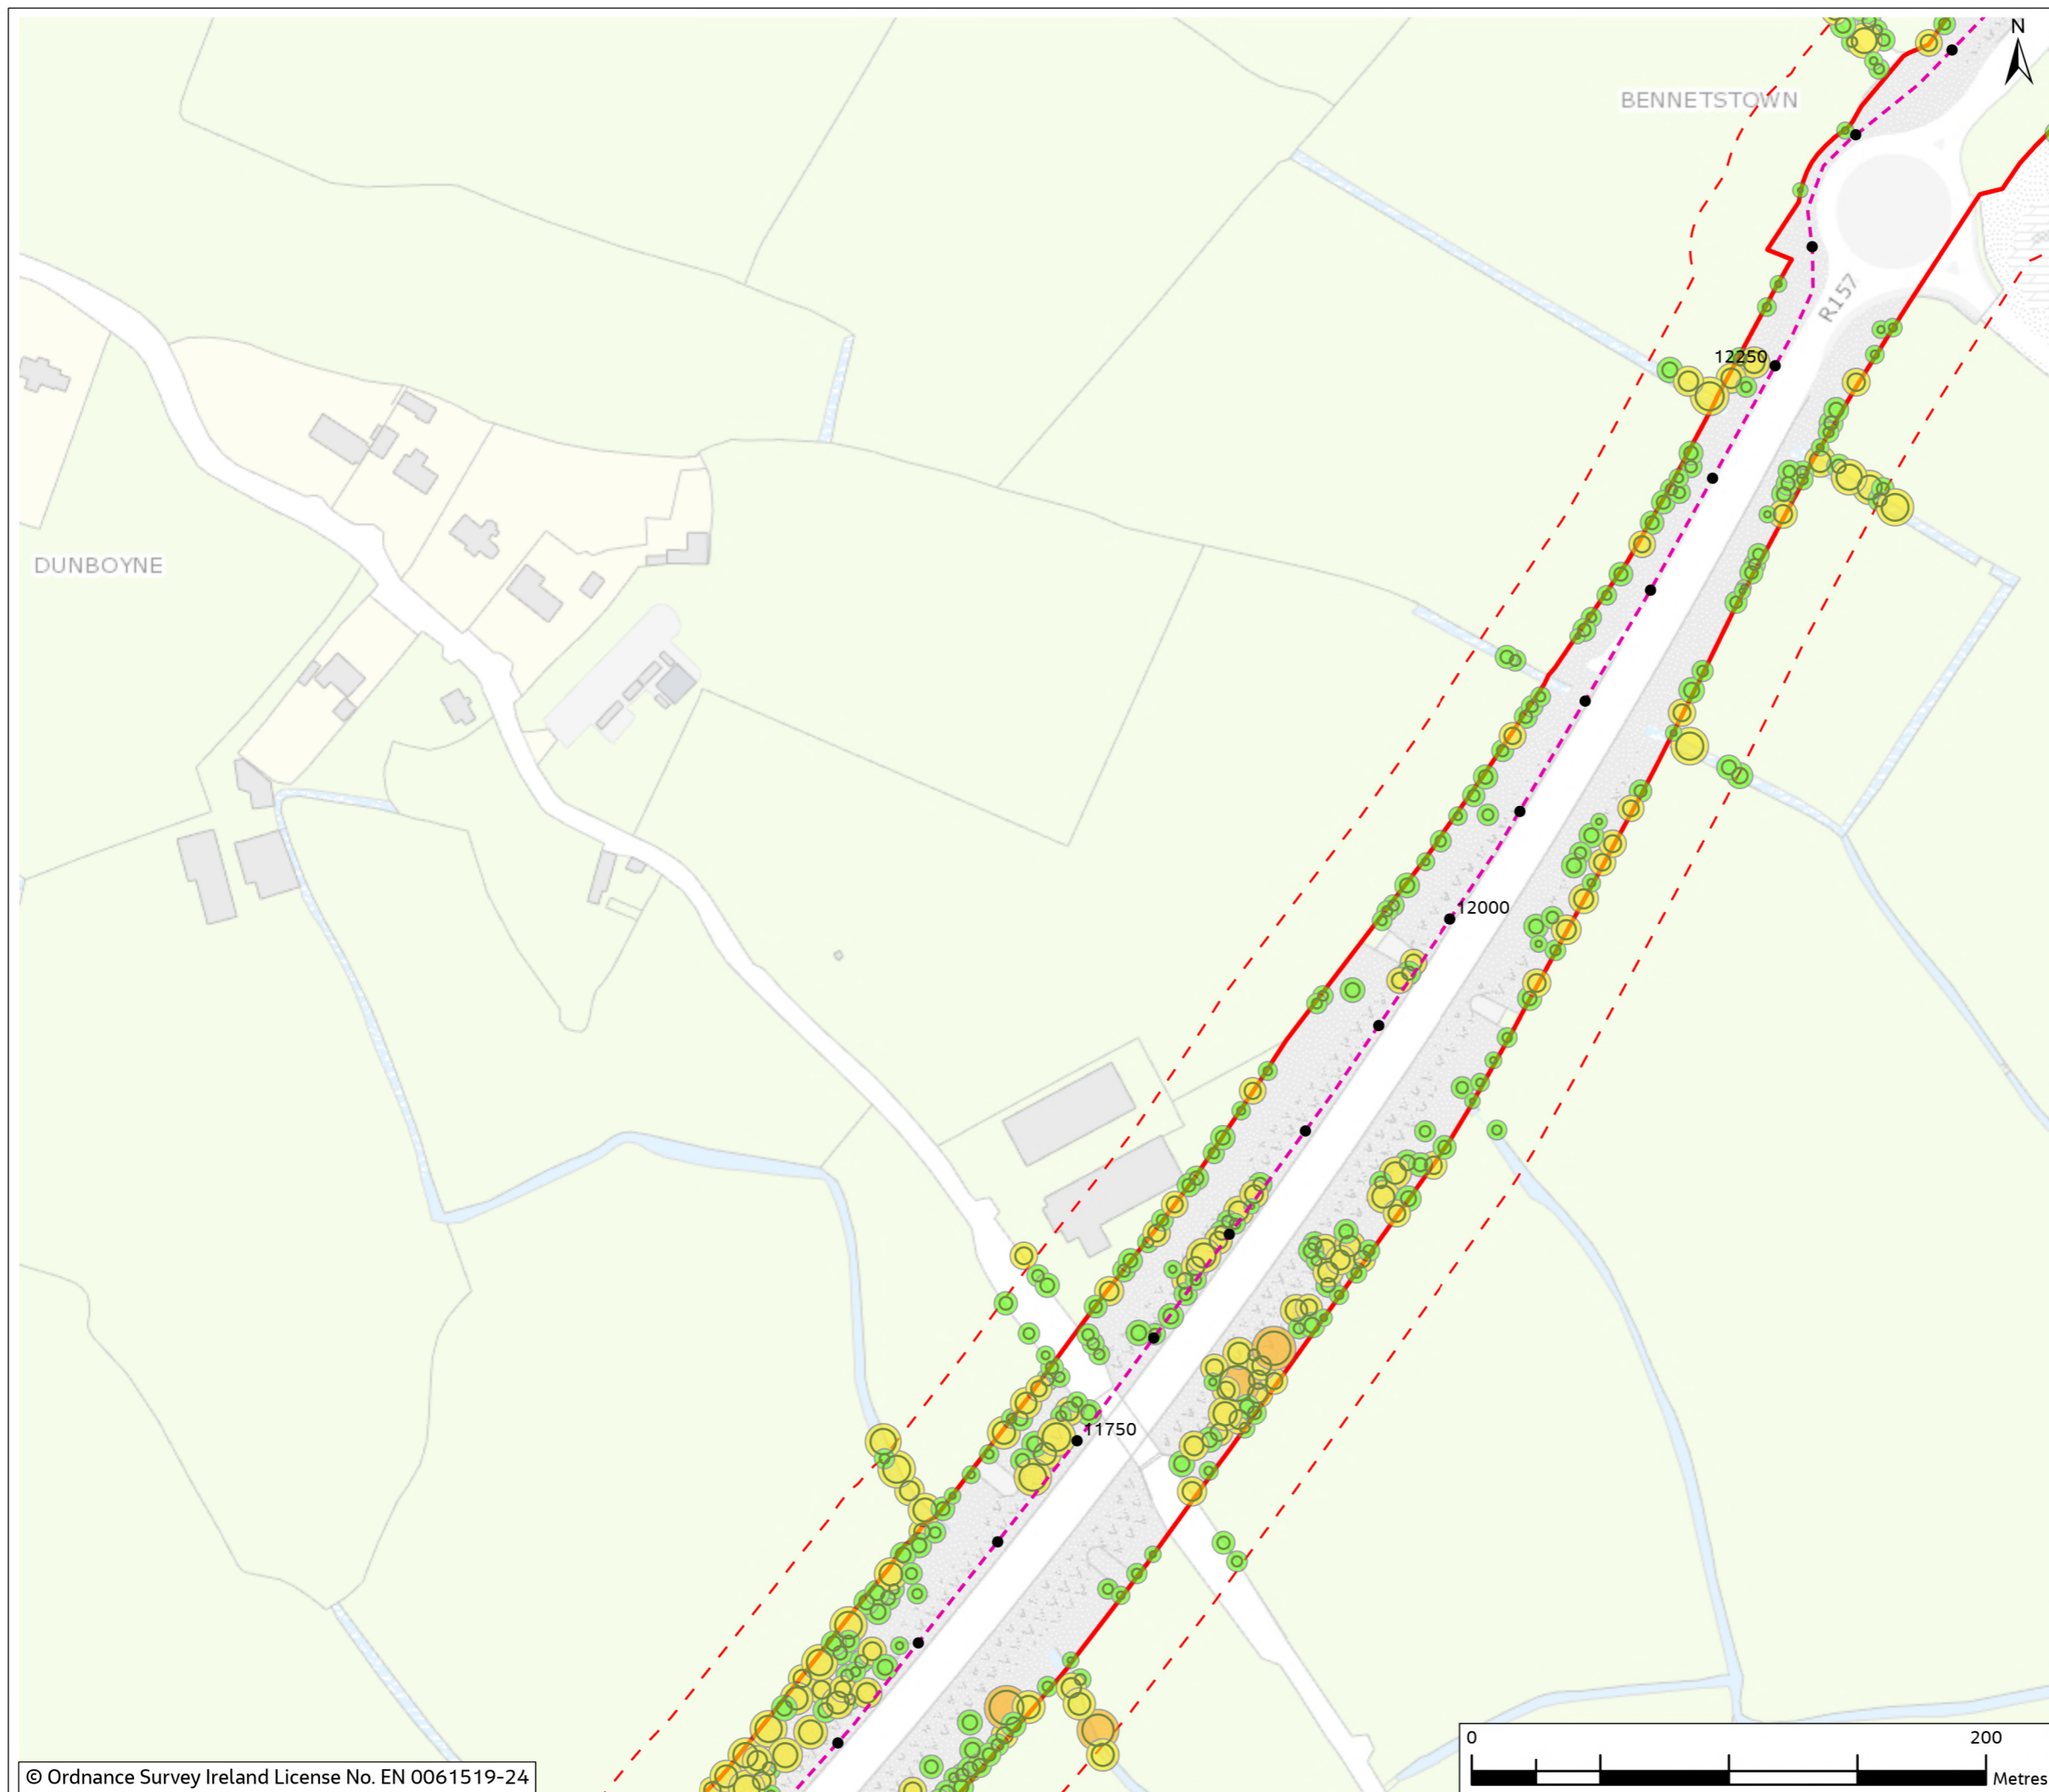 N
BENNETSTOWN
R157
12250
DUNBOYNE
12000
11750
0 200
Metres
© Ordnance Survey Ireland License No. EN 0061519-24